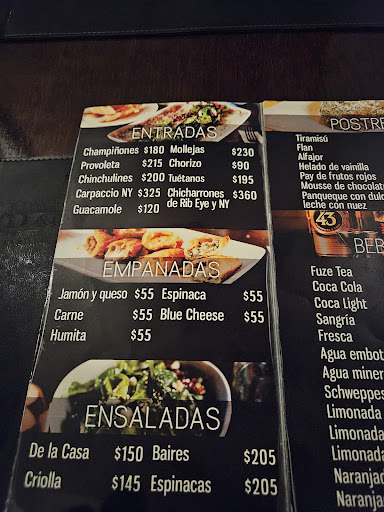 ENTRADAS
Champiñones $180 Mollejas $230
Provoleta $215 Chorizo $90
Chinchulines $200 Tuétanos $195
Carpaccio NY $325 Chicharrones $360
de Rib Eye y NY
Guacamole $120
EMPANADAS
Jamón y queso $55 Espinaca $55
Carne $55 Blue Cheese $55
Humita $55
ENSALADAS
De la Casa $150 Baires $205
Criolla $145 Espinacas $205
POSTRE
Tiramisú
Flan
Alfajor
Helado de vainilla
Pay de frutos rojos
Mousse de chocolat
Panqueque con dulc
leche con nuez
43
BEB
Fuze Tea
Coca Cola
Coca Light
Sangría
Fresca
Agua embot
Agua miner
Schweppes
Limonada
Limonada
Limonada
Naranjad
Naranjad